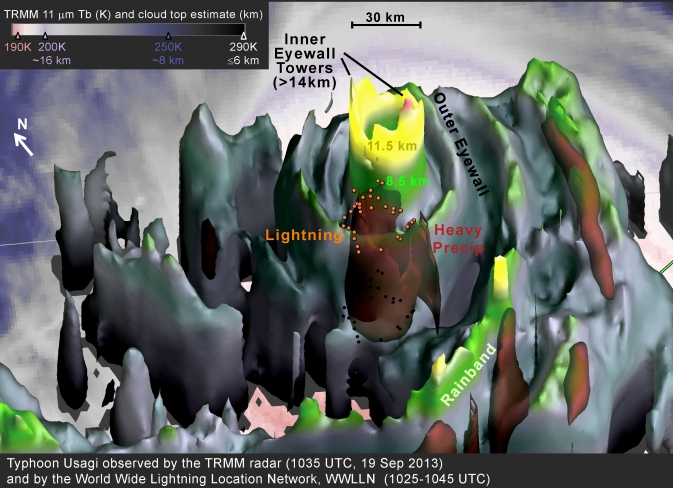 TRMM 11 µm Tb (K) and cloud top estimate (km)
190K 200K 250K 290K
~16 km ~8 km ≤6 km
30 km
Inner
Eyewall
Towers
(>14km)
N
Outer Eyewall
11.5 km
8.5 km
Lightning
Heavy
Precip
Rainband
Typhoon Usagi observed by the TRMM radar (1035 UTC, 19 Sep 2013)
and by the World Wide Lightning Location Network, WWLLN (1025-1045 UTC)